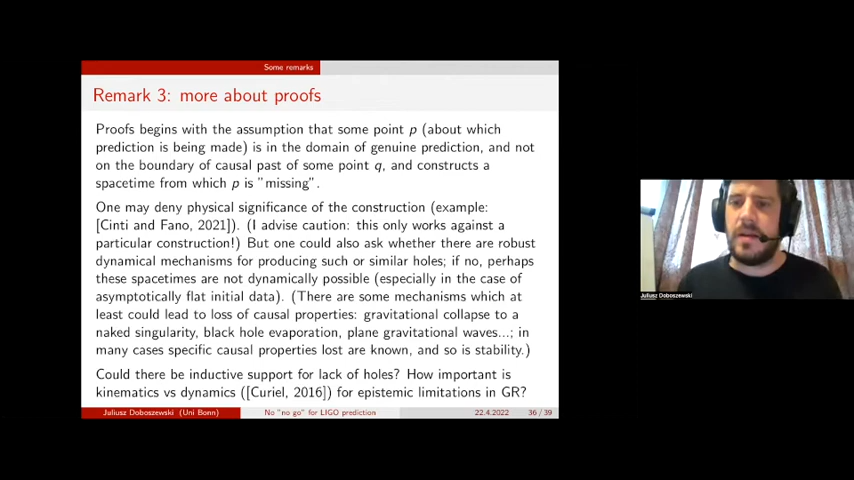 Some remarks
Remark 3: more about proofs
Proofs begins with the assumption that some point p (about which
prediction is being made) is in the domain of genuine prediction, and not
on the boundary of causal past of some point q, and constructs a
spacetime from which p is "missing".
One may deny physical significance of the construction (example:
[Cinti and Fano, 2021]). (I advise caution: this only works against a
particular construction!) But one could also ask whether there are robust
dynamical mechanisms for producing such or similar holes; if no, perhaps
these spacetimes are not dynamically possible (especially in the case of
asymptotically flat initial data). (There are some mechanisms which at
least could lead to loss of causal properties: gravitational collapse to a
naked singularity, black hole evaporation, plane gravitational waves...; in
many cases specific causal properties lost are known, and so is stability.)
Could there be inductive support for lack of holes? How important is
kinematics vs dynamics ([Curiel, 2016]) for epistemic limitations in GR?
Juliusz Doboszewski (Uni Bonn)
No "no go" for LIGO prediction
22.4.2022
36 / 39
Juliusz Doboszewski